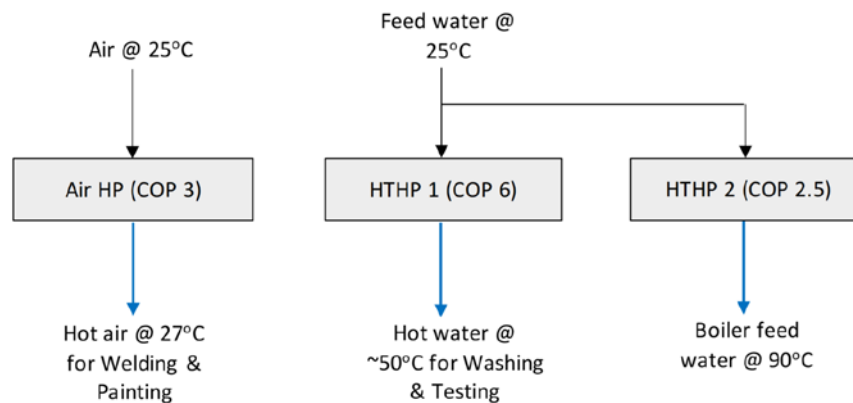 Air @ 25°C
Feed water @
25°C
Air HP (COP 3)
HTHP 1 (COP 6)
HTHP 2 (COP 2.5)
Hot air @ 27°C
for Welding &
Painting
Hot water @
~50°C for Washing
& Testing
Boiler feed
water @ 90°C